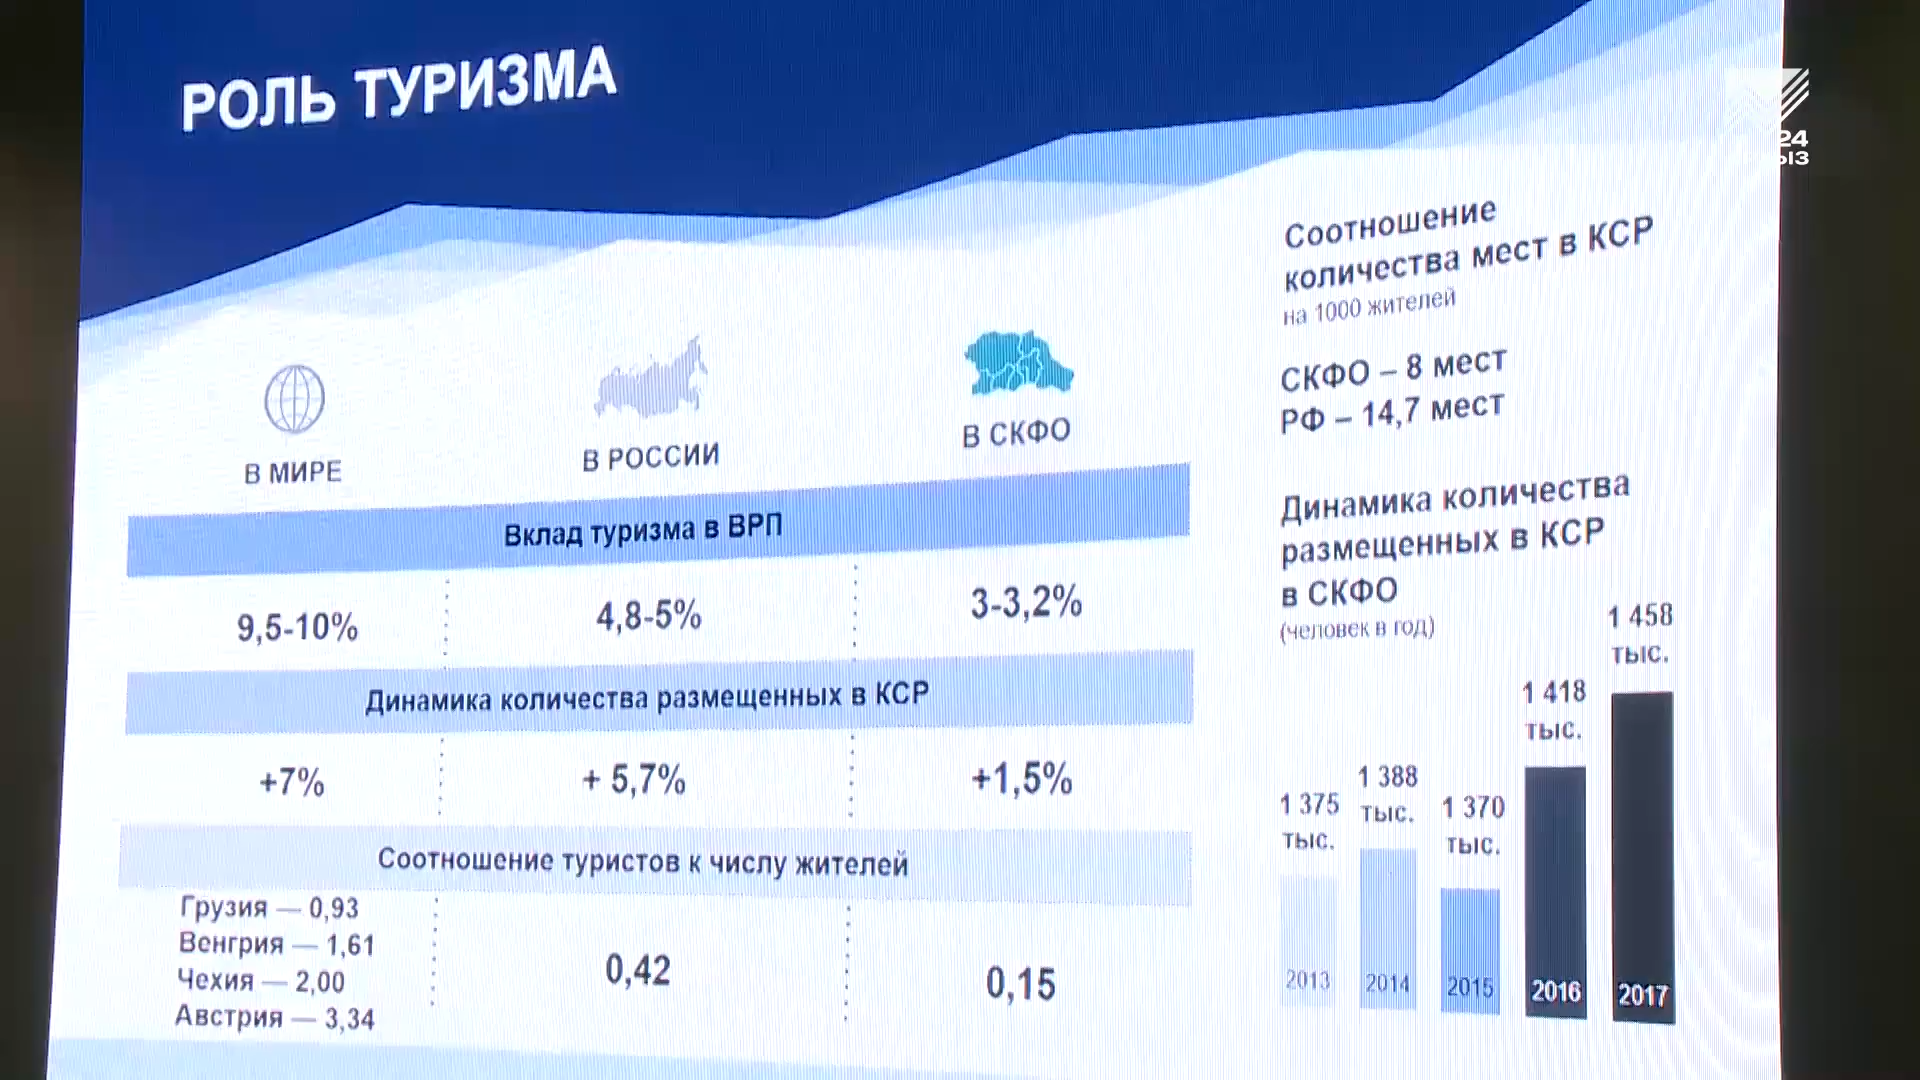 РОЛЬ ТУРИЗМА
24
ЫЗ
В МИРЕ
В РОССИИ
В СКФО
Вклад туризма в ВРП
9,5-10%
4,8-5%
3-3,2%
Динамика количества размещенных в КСР
+7%
+ 5,7%
+1,5%
Соотношение туристов к числу жителей
Грузия — 0,93
Венгрия — 1,61
Чехия — 2,00
Австрия — 3,34
0,42
0,15
Соотношение
количества мест в КСР
на 1000 жителей
СКФО – 8 мест
РФ – 14,7 мест
Динамика количества
размещенных в КСР
в СКФО
(человек в год)
1 375
тыс.
1 388
тыс.
1 370
тыс.
1 418
тыс.
1 458
тыс.
2013
2014
2015
2016
2017